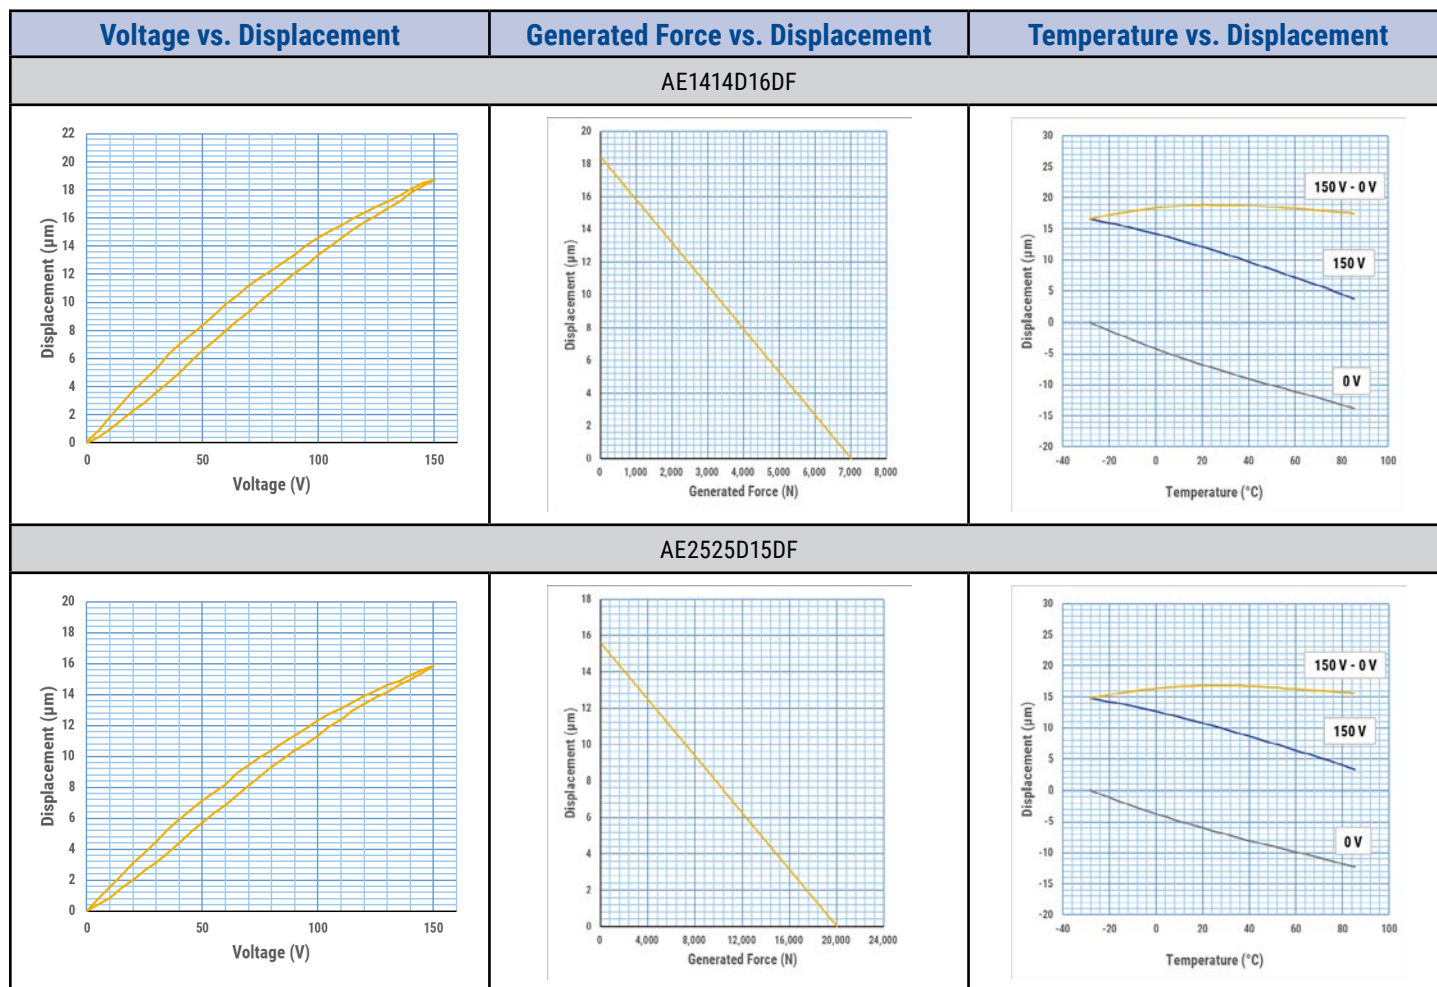 Voltage vs. Displacement
Generated Force vs. Displacement
Temperature vs. Displacement
AE1414D16DF
22
20
18
16
14
12
10
8
6
4
2
0
Displacement (µm)
0 50 100 150
Voltage (V)
20
18
16
14
12
10
8
6
4
2
0
Displacement (µm)
0 1,000 2,000 3,000 4,000 5,000 6,000 7,000 8,000
Generated Force (N)
30
25
20
15
10
5
0
-5
-10
-15
-20
Displacement (µm)
150 V - 0 V
150 V
0 V
-40 -20 0 20 40 60 80 100
Temperature (°C)
AE2525D15DF
20
18
16
14
12
10
8
6
4
2
0
Displacement (µm)
0 50 100 150
Voltage (V)
18
16
14
12
10
8
6
4
2
0
Displacement (µm)
0 4,000 8,000 12,000 16,000 20,000 24,000
Generated Force (N)
30
25
20
15
10
5
0
-5
-10
-15
-20
Displacement (µm)
150 V - 0 V
150 V
0 V
-40 -20 0 20 40 60 80 100
Temperature (°C)